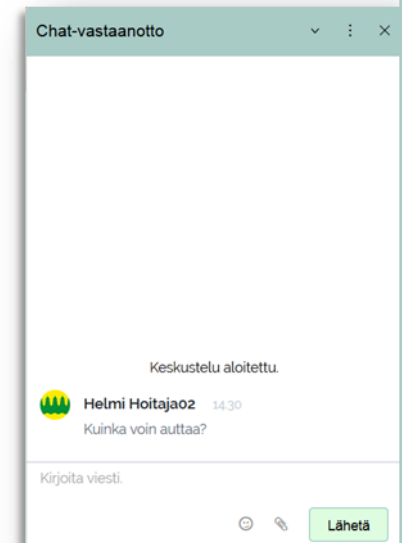 Chat-vastaanotto
Keskustelu aloitettu.
Helmi Hoitaja02 14.30
Kuinka voin auttaa?
Kirjoita viesti.
Lähetä